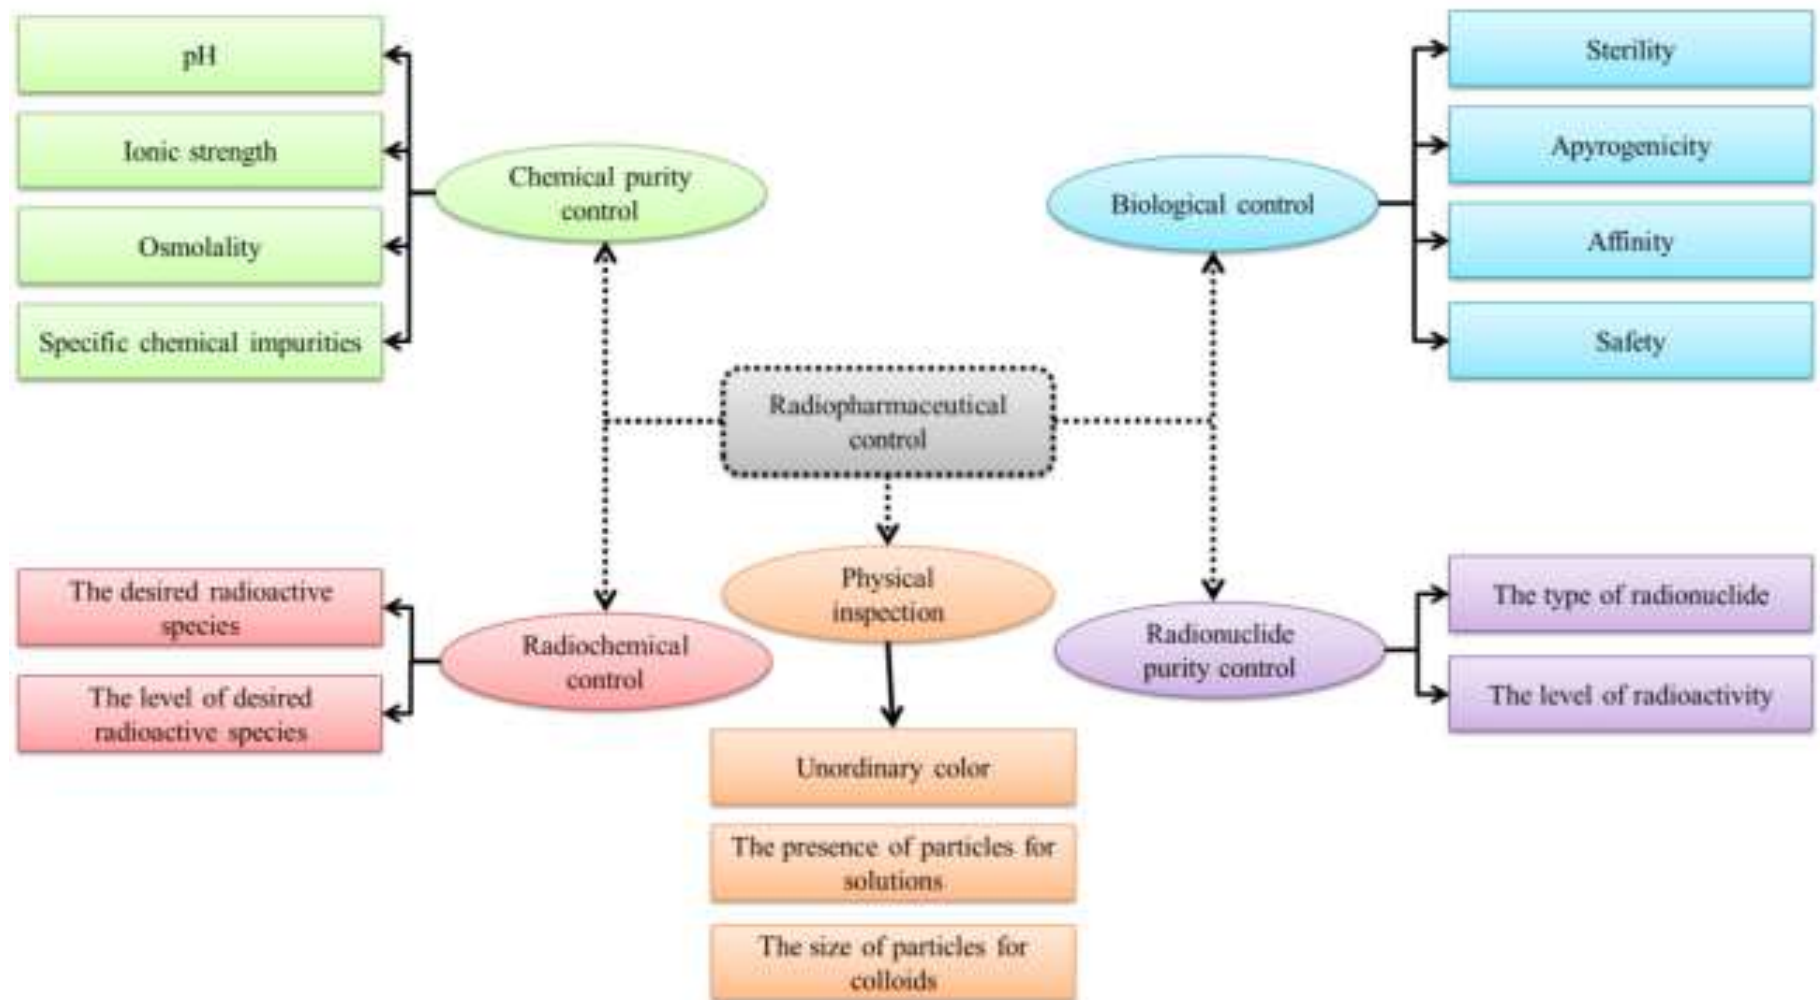 pH
Ionic strength
Osmolality
Specific chemical impurities
Chemical purity
control
Biological control
Sterility
Apyrogenicity
Affinity
Safety
Radiopharmaceutical
control
The desired radioactive
species
The level of desired
radioactive species
Radiochemical
control
Physical
inspection
Unordinary color
The presence of particles for
solutions
The size of particles for
colloids
Radionuclide
purity control
The type of radionuclide
The level of radioactivity